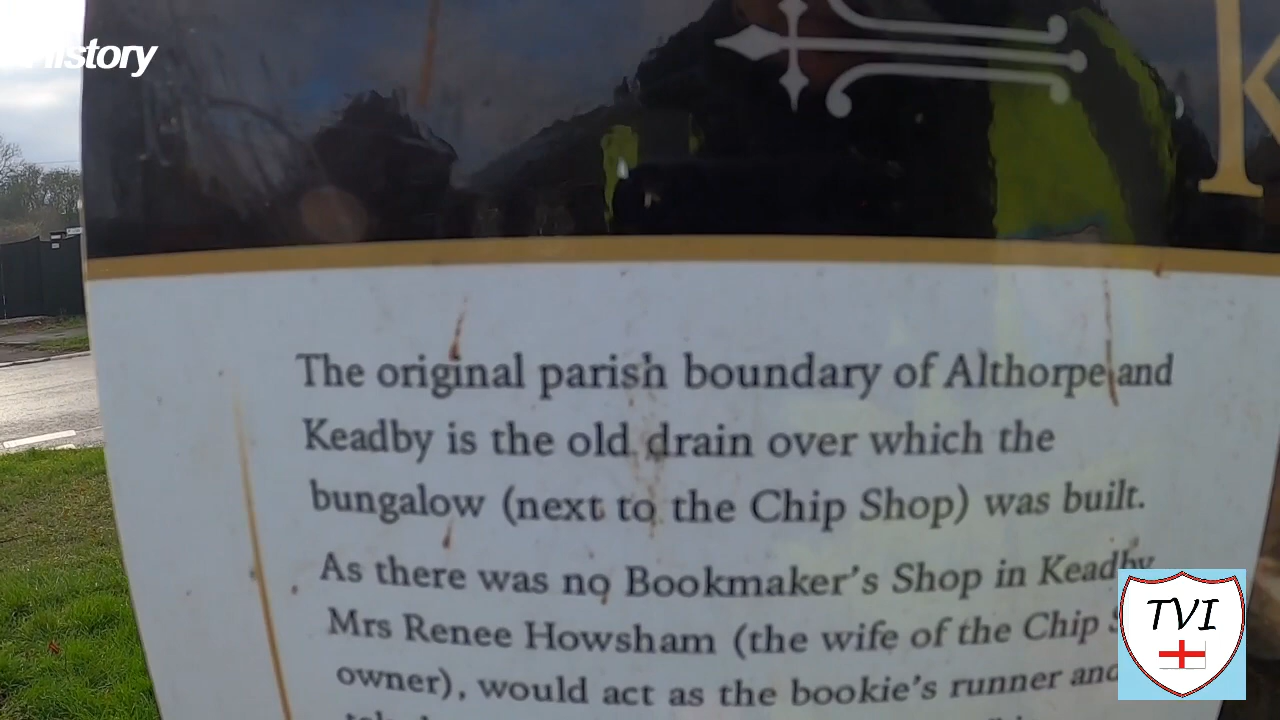 History
K
The original parish boundary of Althorpe and
Keadby is the old drain over which the
bungalow (next to the Chip Shop) was built.
As there was no Bookmaker's Shop in Keadby
Mrs Renee Howsham (the wife of the Chip
owner), would act as the bookie's runner and
TVI